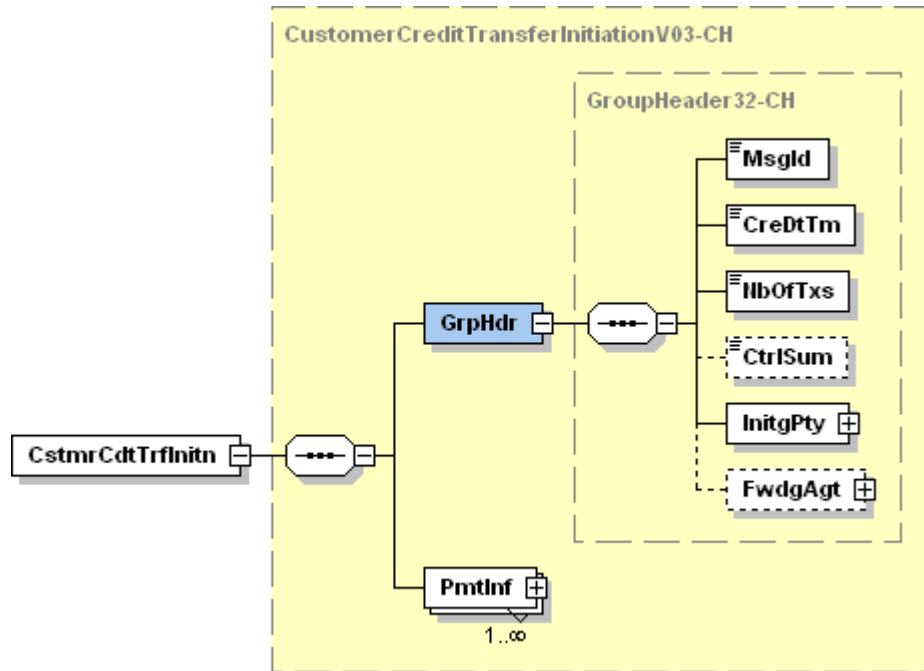 CustomerCreditTransferInitiationV03-CH
GroupHeader32-CH
MsgId
CreDtTm
NbOfTxs
GrpHdr
CtrlSum
InitgPty
CstmrCdtTrfInitn
FwdgAgt
PmtInf
1..∞